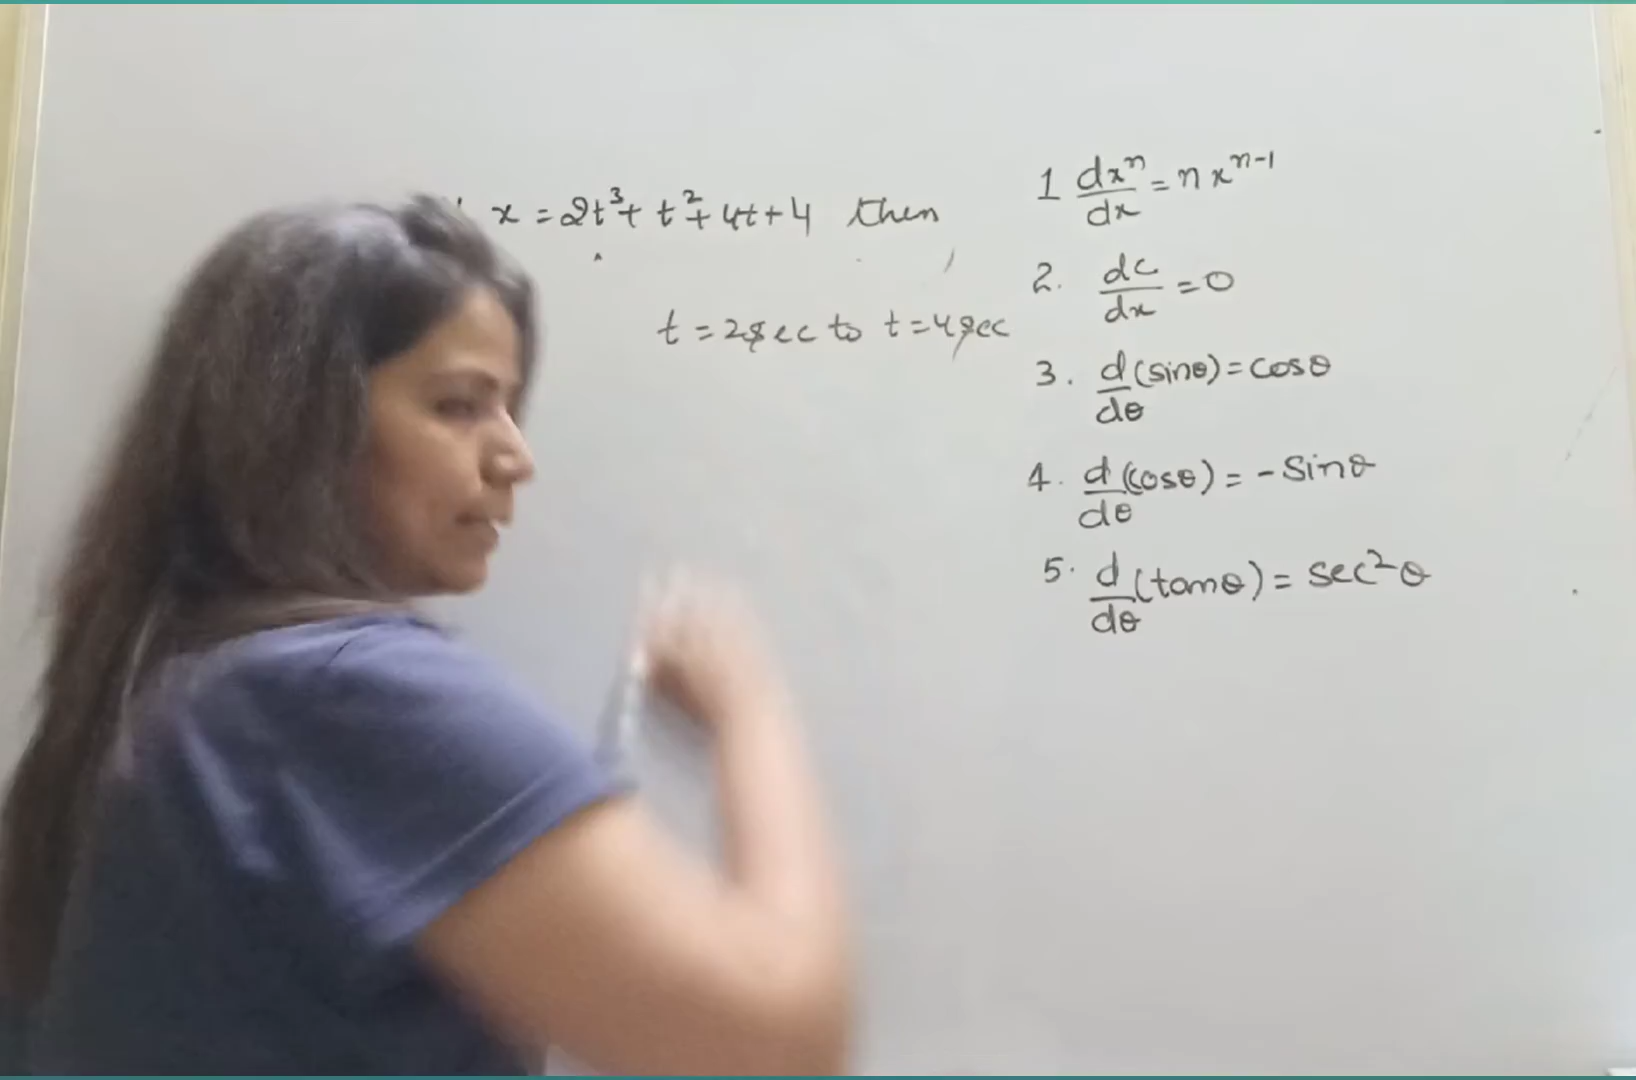 x = 2t³ + t² + 4t + 4 then
t = 2sec to t = 4sec
1 dxⁿ/dx = n xⁿ⁻¹
2. dc/dx = 0
3. d/dθ (sinθ) = cosθ
4. d/dθ (cosθ) = - Sinθ
5. d/dθ (tanθ) = sec²θ